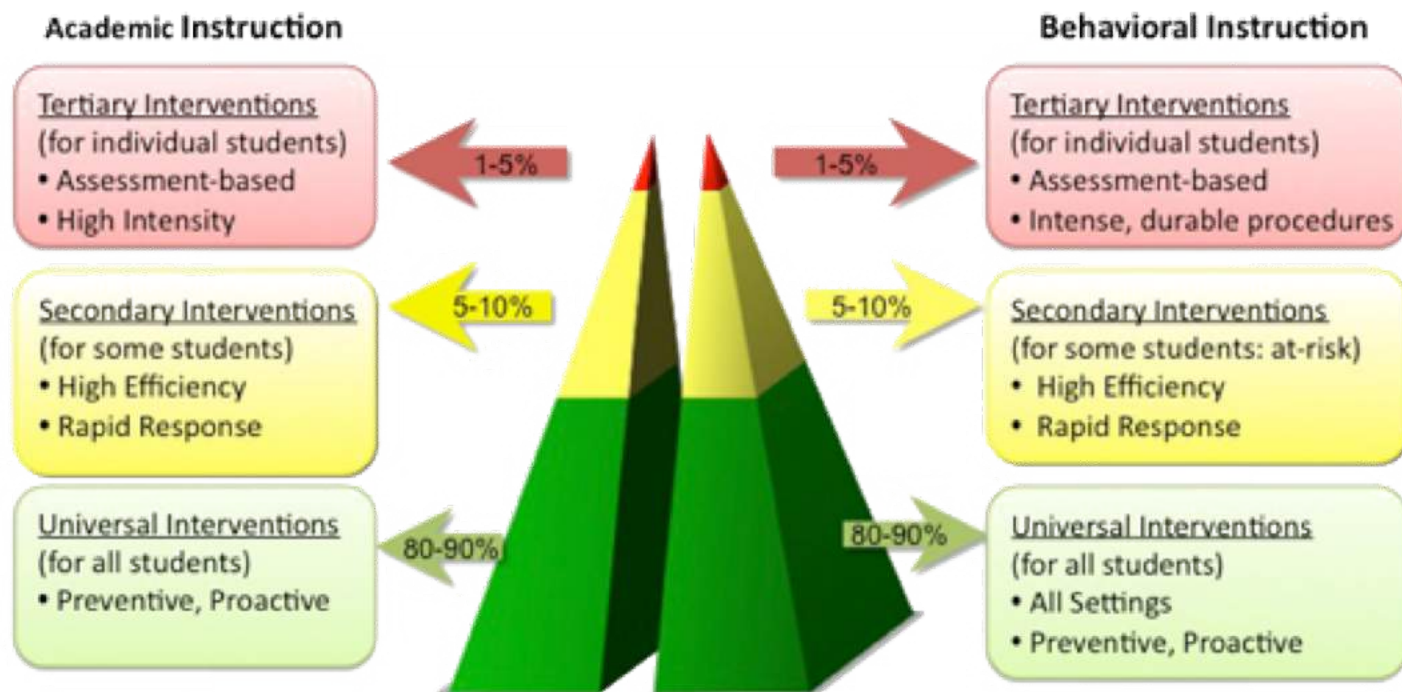 Academic Instruction
Tertiary Interventions
(for individual students)
• Assessment-based
• High Intensity
1-5%
Secondary Interventions
(for some students)
• High Efficiency
• Rapid Response
5-10%
Universal Interventions
(for all students)
• Preventive, Proactive
80-90%
Behavioral Instruction
1-5%
Tertiary Interventions
(for individual students)
• Assessment-based
• Intense, durable procedures
5-10%
Secondary Interventions
(for some students: at-risk)
• High Efficiency
• Rapid Response
80-90%
Universal Interventions
(for all students)
• All Settings
• Preventive, Proactive